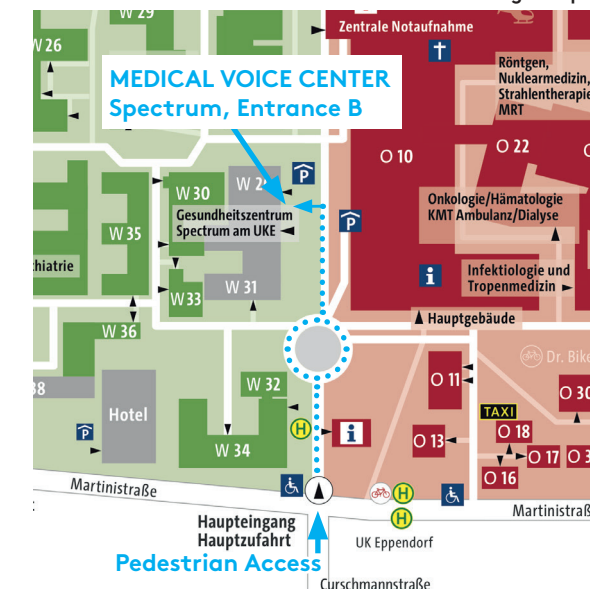 W 29
Zentrale Notaufnahme
W 26
Röntgen,
Nuklearmedizin,
Strahlentherapie
MRT
MEDICAL VOICE CENTER
Spectrum, Entrance B
O 10
O 22
P
W 30
W 2
Gesundheitszentrum
Spectrum am UKE
P
Onkologie/Hämatologie
KMT Ambulanz/Dialyse
W 35
chiatrie
i
Infektiologie und
Tropenmedizin
W 33
W 31
Hauptgebäude
W 36
Dr. Bike
38
W 32
O 11
O 30
Hotel
TAXI
P
H
i
O 13
O 18
W 34
O 17
O 3
O 16
Martinistraße
H
Martinistraß
Haupteingang
Hauptzufahrt
H
UK Eppendorf
Pedestrian Access
Curschmannstraße